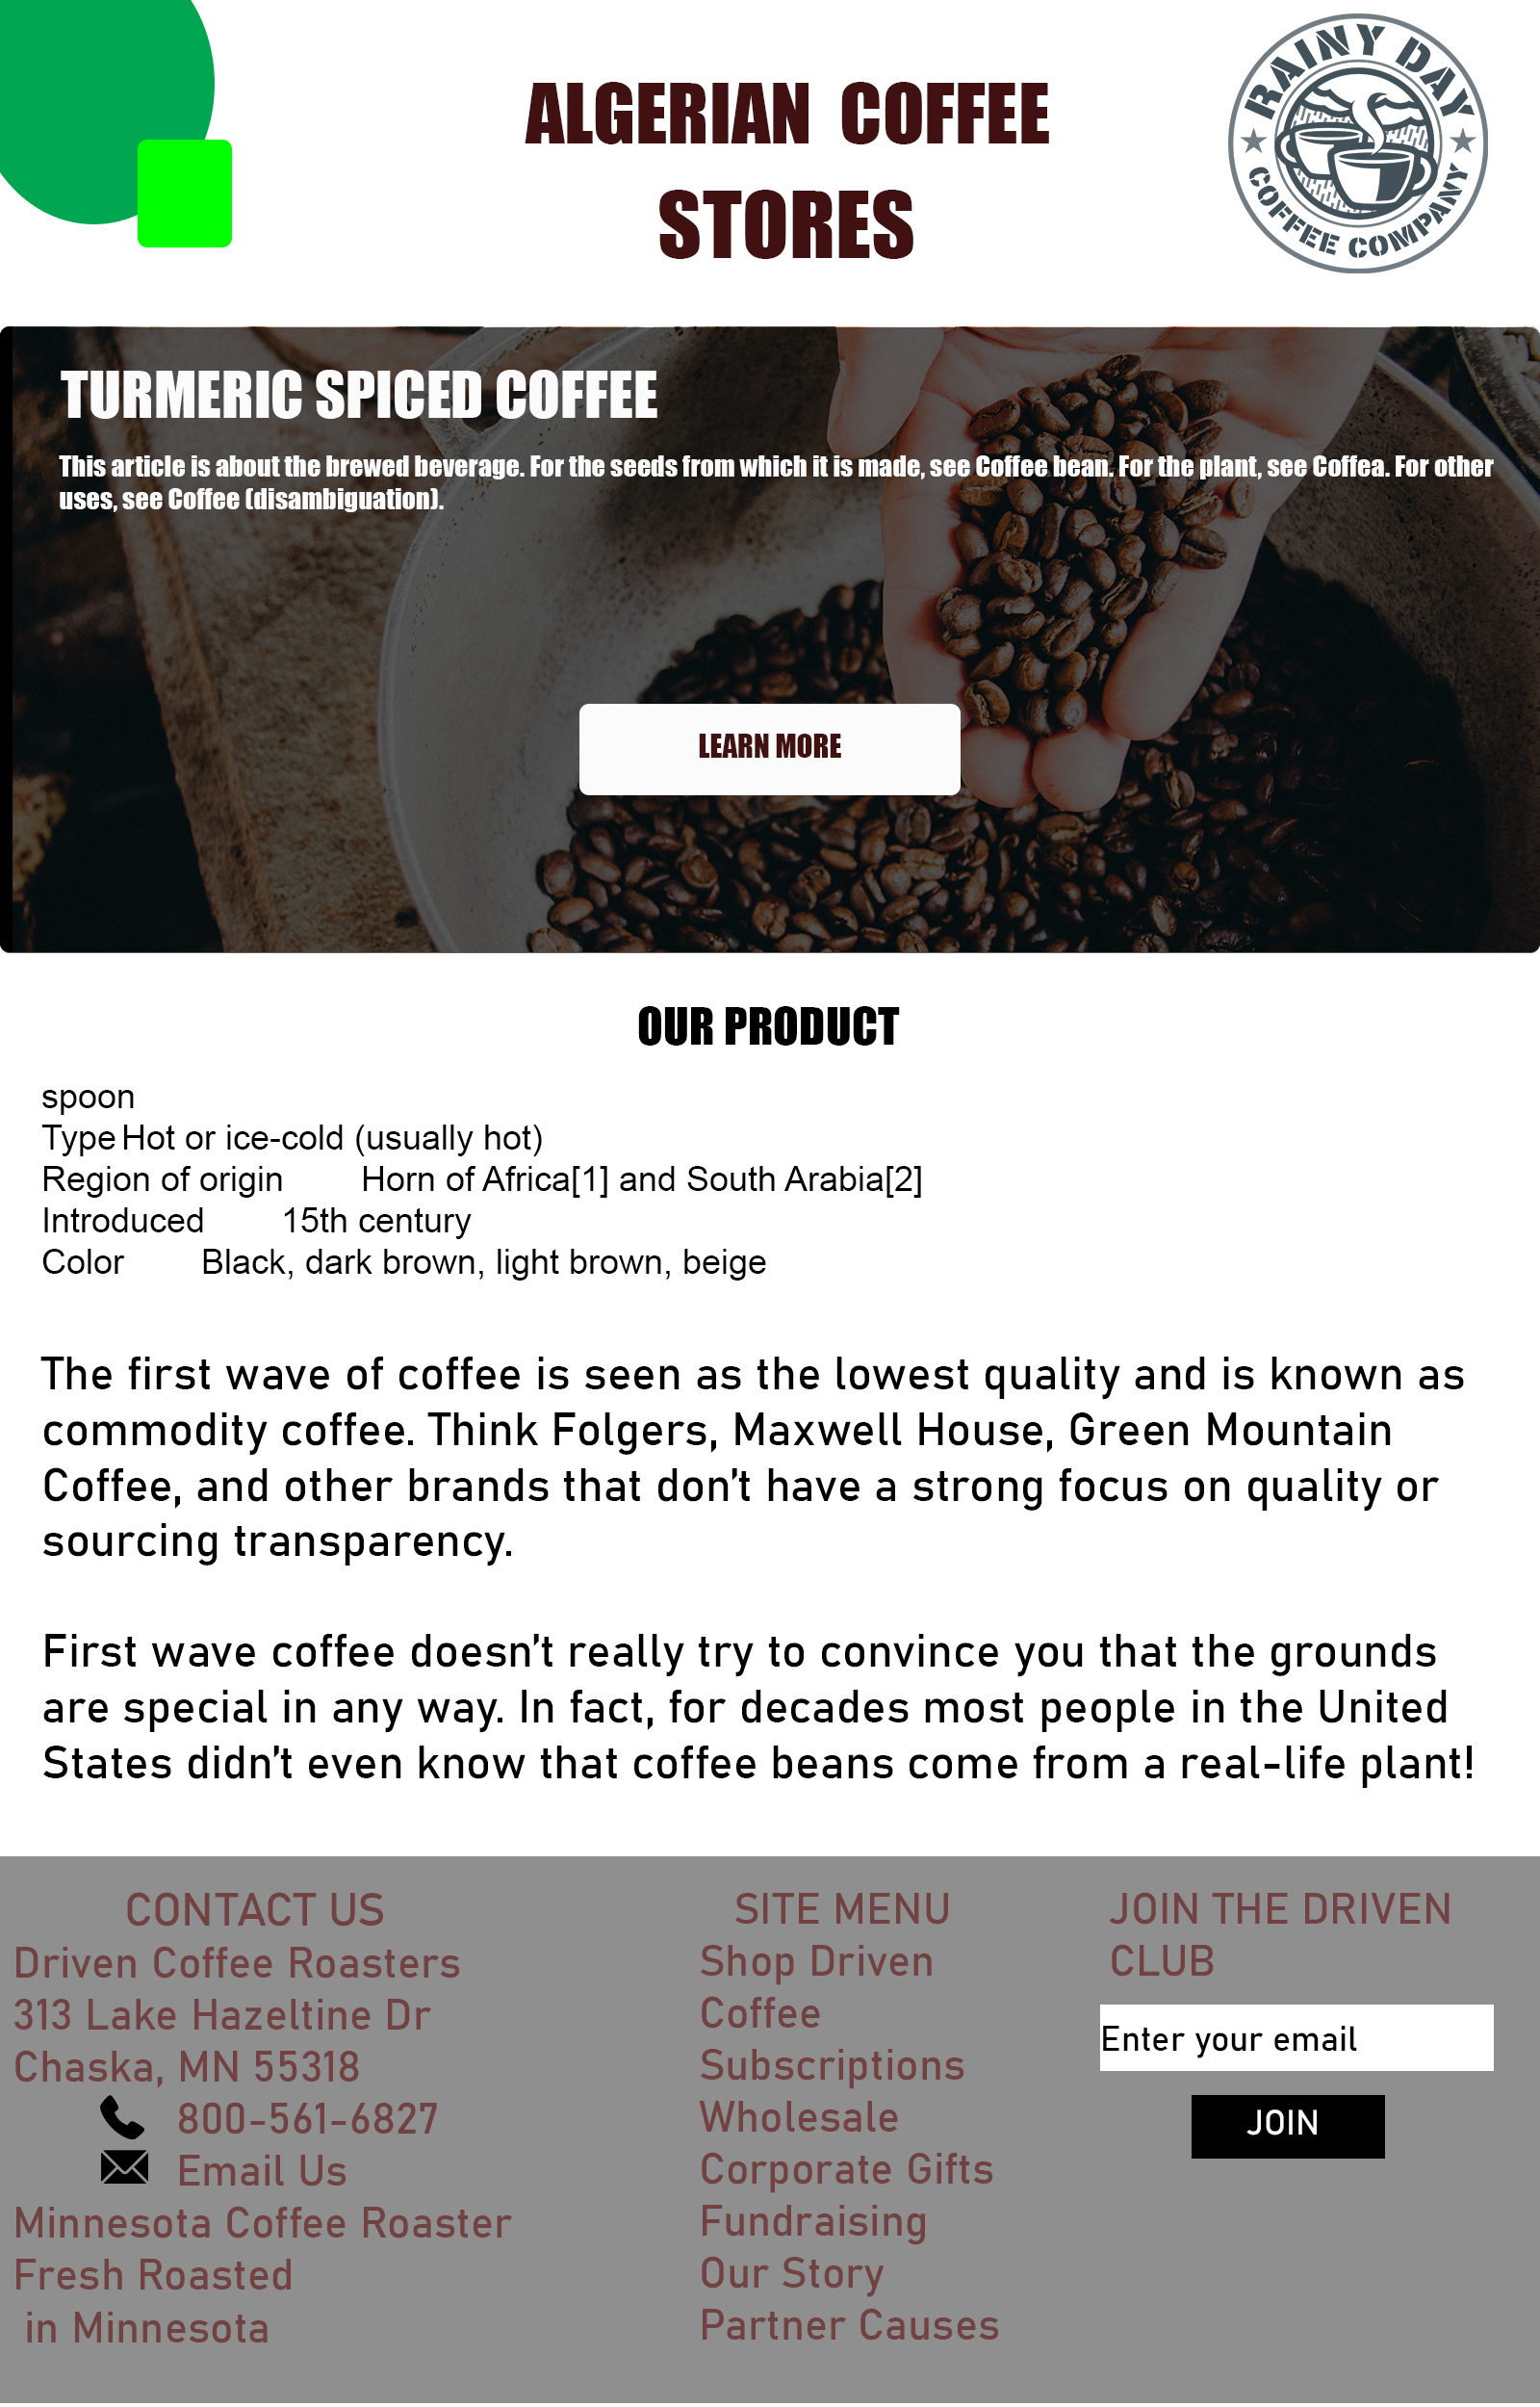 ALGERIAN COFFEE
STORES
RAINY DAY
COFFEE COMPANY
TURMERIC SPICED COFFEE
This article is about the brewed beverage. For the seeds from which it is made, see Coffee bean. For the plant, see Coffea. For other
uses, see Coffee (disambiguation).
LEARN MORE
OUR PRODUCT
spoon
Type Hot or ice-cold (usually hot)
Region of origin Horn of Africa[1] and South Arabia[2]
Introduced 15th century
Color Black, dark brown, light brown, beige
The first wave of coffee is seen as the lowest quality and is known as
commodity coffee. Think Folgers, Maxwell House, Green Mountain
Coffee, and other brands that don't have a strong focus on quality or
sourcing transparency.
First wave coffee doesn't really try to convince you that the grounds
are special in any way. In fact, for decades most people in the United
States didn't even know that coffee beans come from a real-life plant!
CONTACT US
Driven Coffee Roasters
313 Lake Hazeltine Dr
Chaska, MN 55318
800-561-6827
Email Us
Minnesota Coffee Roaster
Fresh Roasted
in Minnesota
SITE MENU
Shop Driven
Coffee
Subscriptions
Wholesale
Corporate Gifts
Fundraising
Our Story
Partner Causes
JOIN THE DRIVEN
CLUB
Enter your email
JOIN